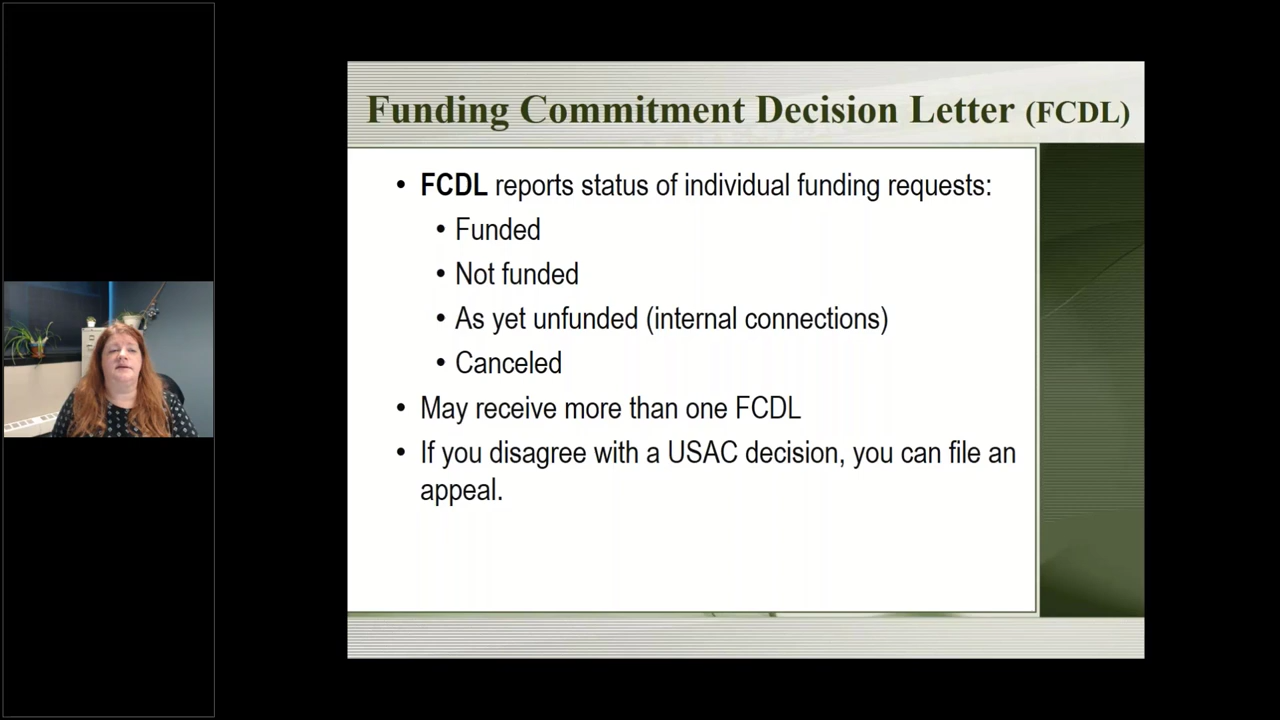 Funding Commitment Decision Letter (FCDL)
• FCDL reports status of individual funding requests:
• Funded
• Not funded
• As yet unfunded (internal connections)
• Canceled
• May receive more than one FCDL
• If you disagree with a USAC decision, you can file an
appeal.